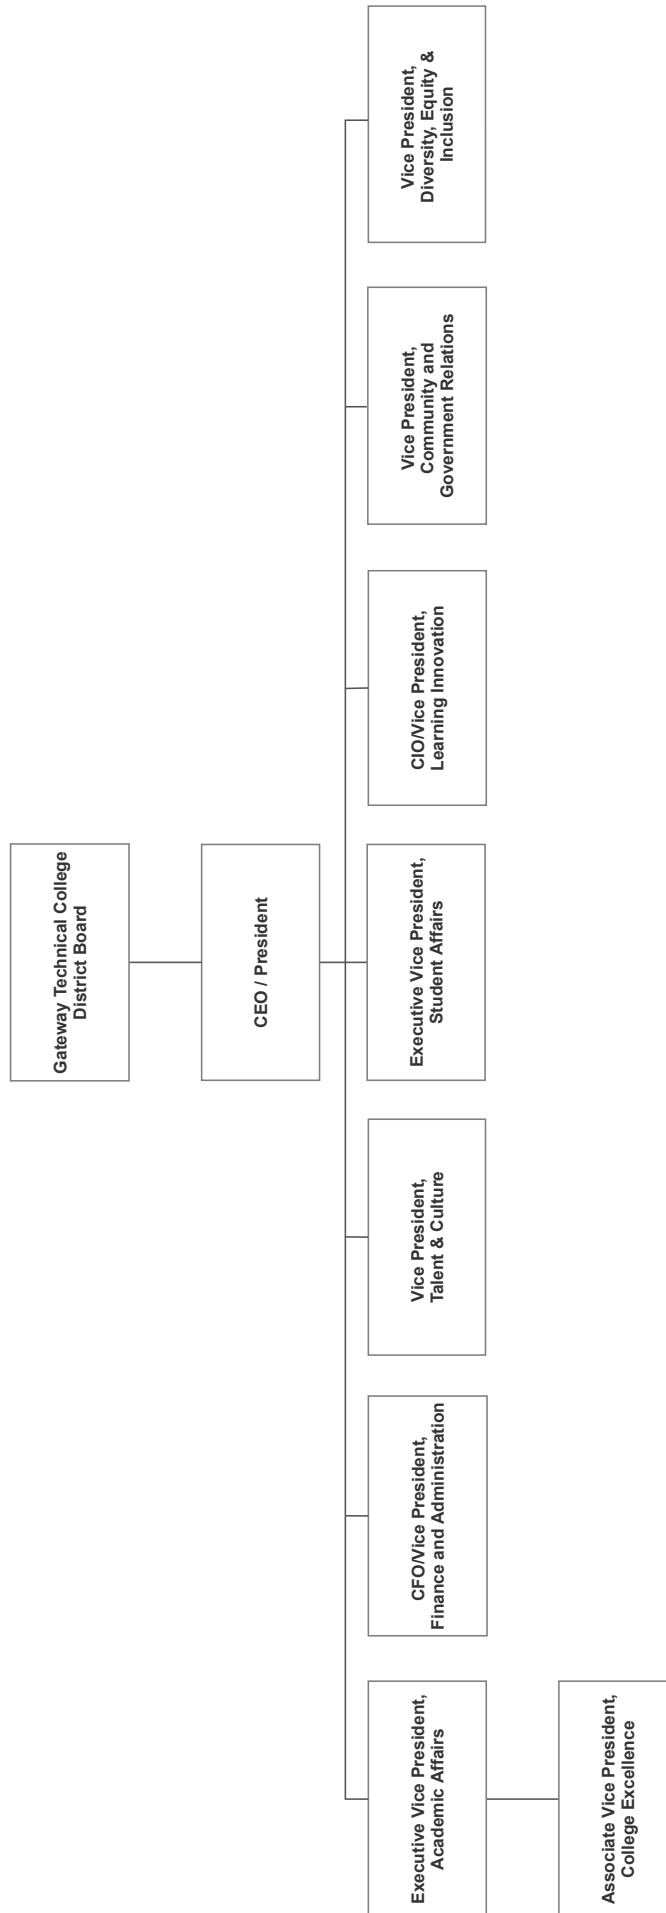 Gateway Technical College
District Board
CEO / President
Executive Vice President,
Academic Affairs
CFO/Vice President,
Finance and Administration
Vice President,
Talent & Culture
Executive Vice President,
Student Affairs
CIO/Vice President,
Learning Innovation
Vice President,
Community and
Government Relations
Vice President,
Diversity, Equity &
Inclusion
Associate Vice President,
College Excellence